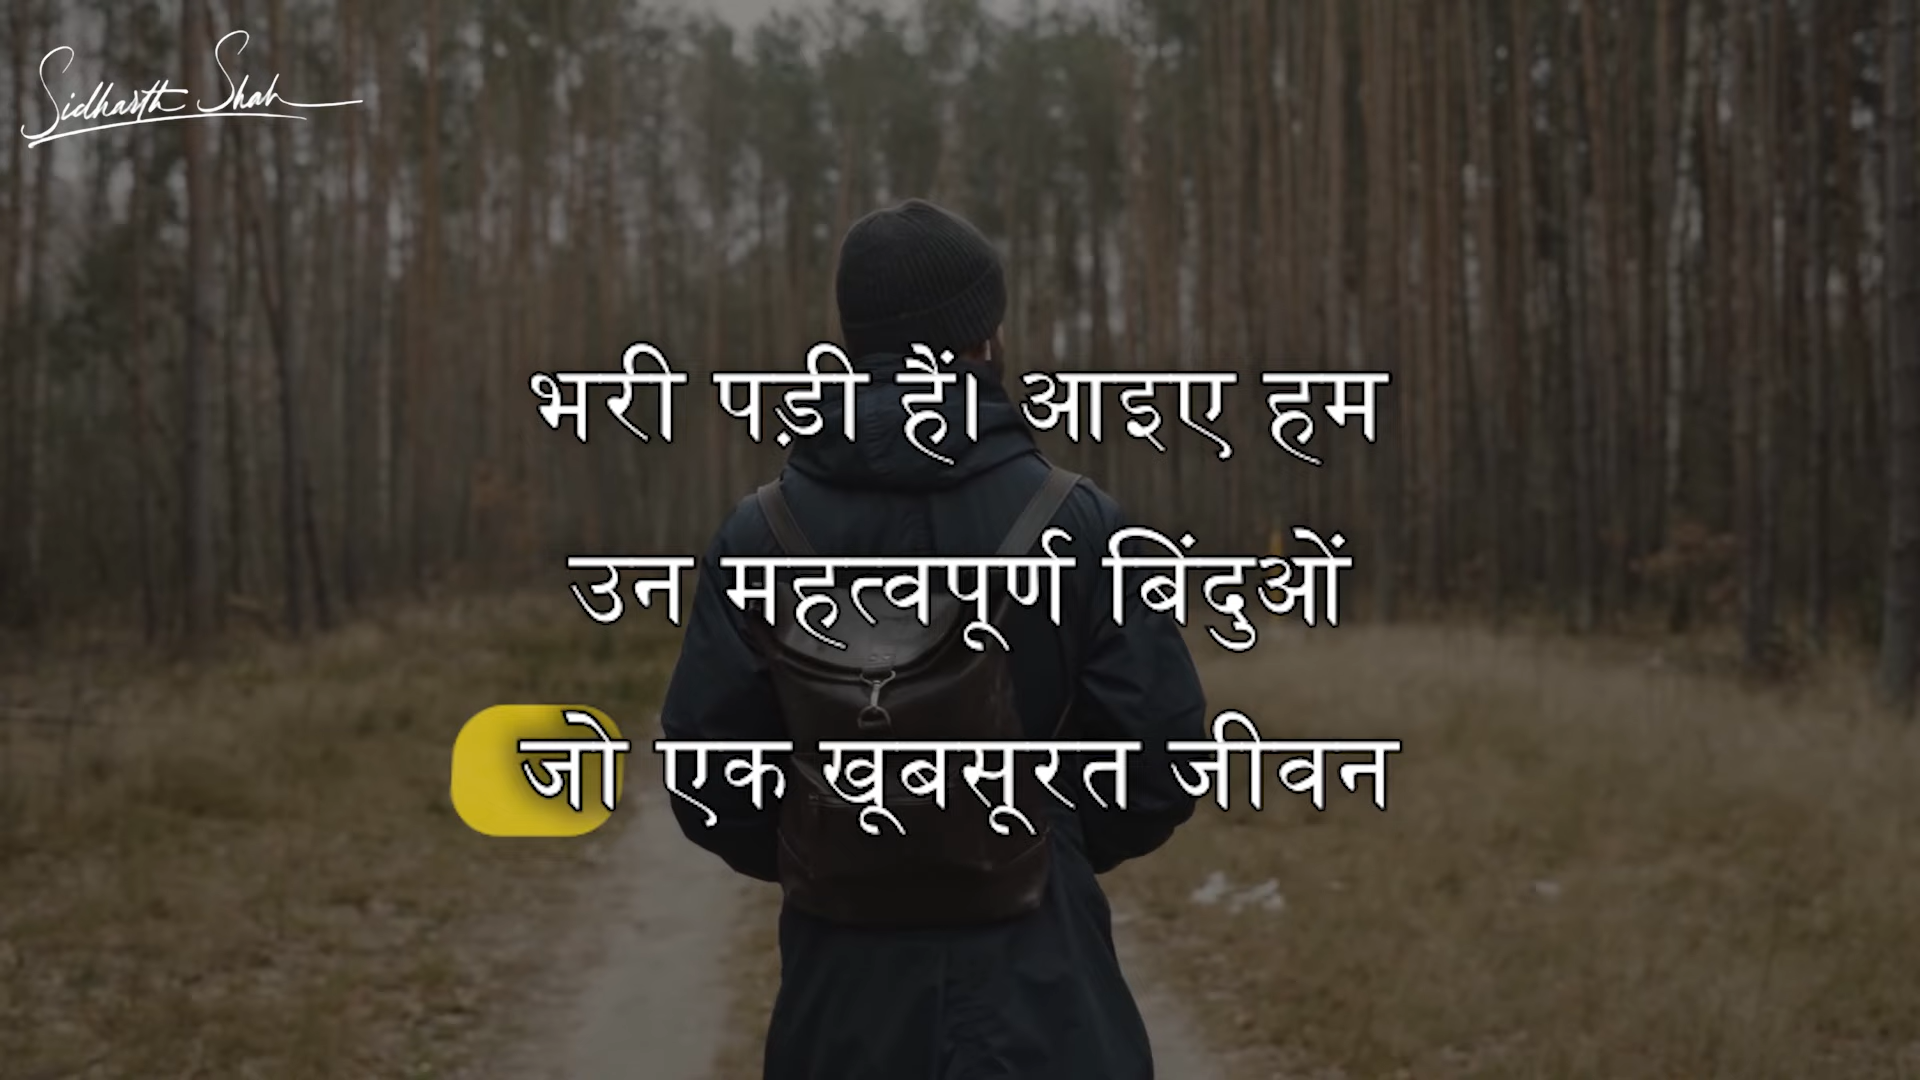 Sidharth Shah
भरी पड़ी हैं। आइए हम
उन महत्वपूर्ण बिंदुओं
जो एक खूबसूरत जीवन